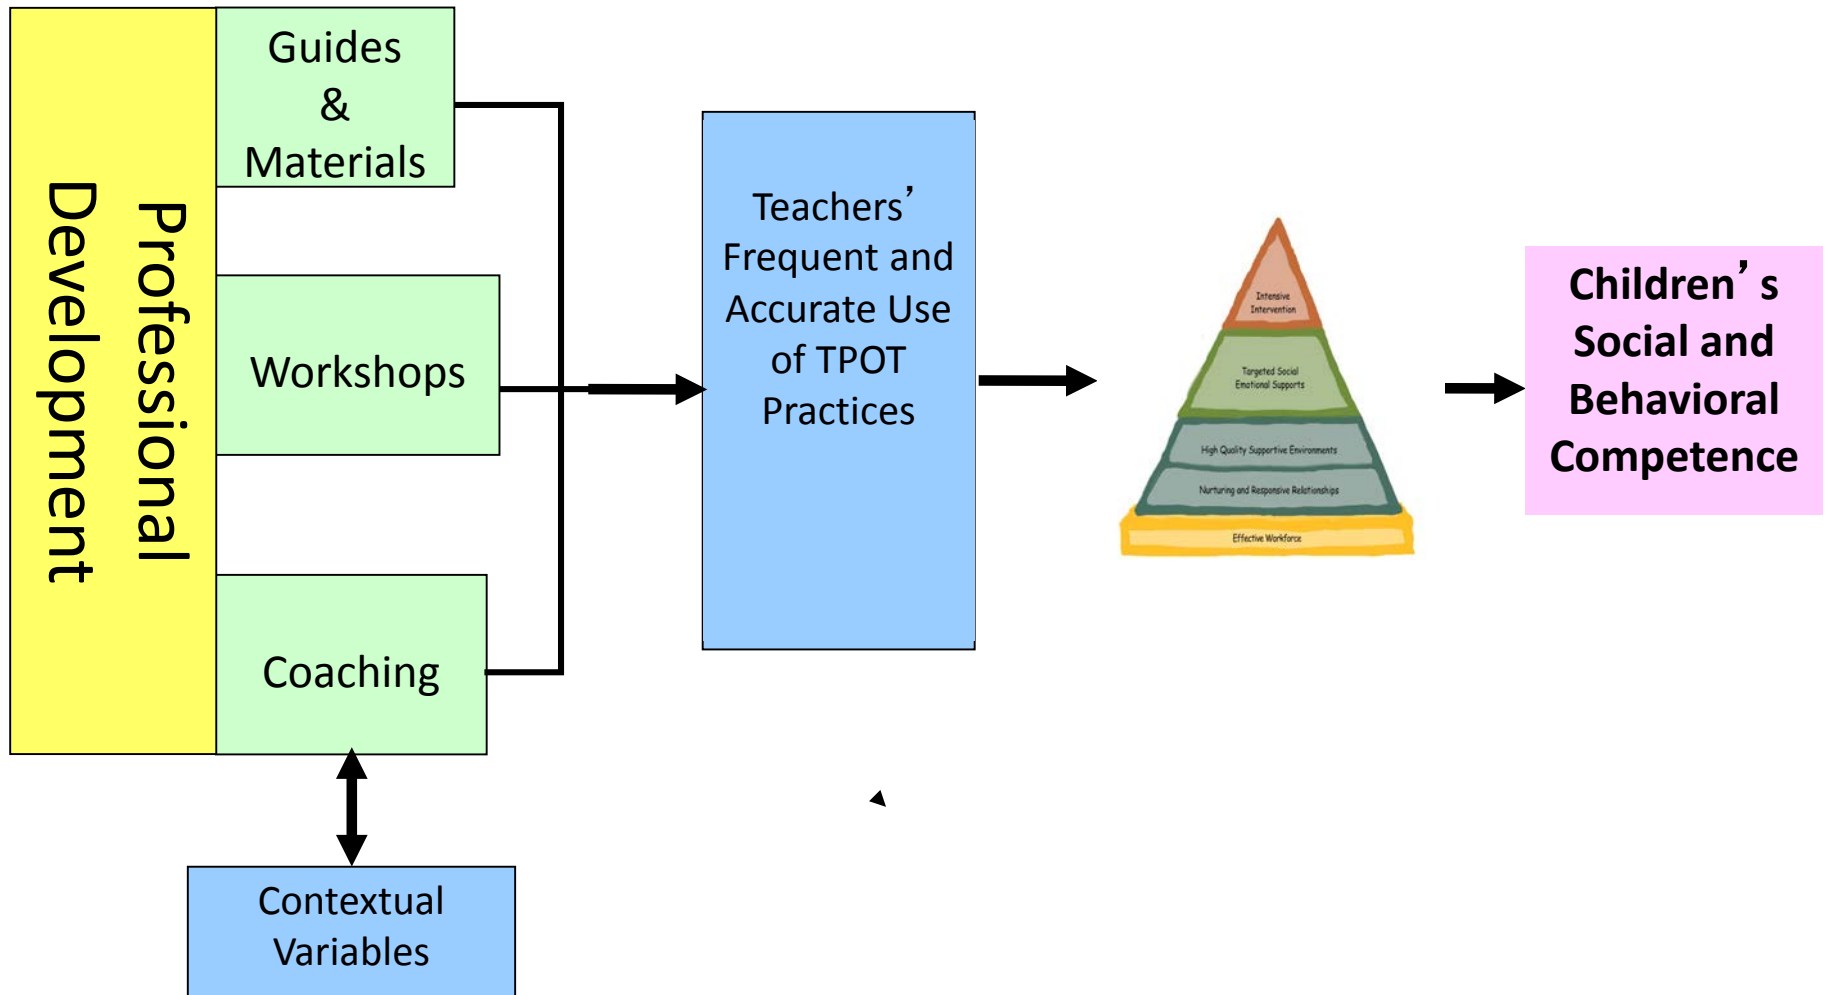 Professional
Development
Guides
&
Materials
Workshops
Coaching
Contextual
Variables
Teachers’
Frequent and
Accurate Use
of TPOT
Practices
Intensive
Intervention
Targeted Social
Emotional Supports
High Quality Supportive Environments
Nurturing and Responsive Relationships
Effective Workforce
Children’ s
Social and
Behavioral
Competence